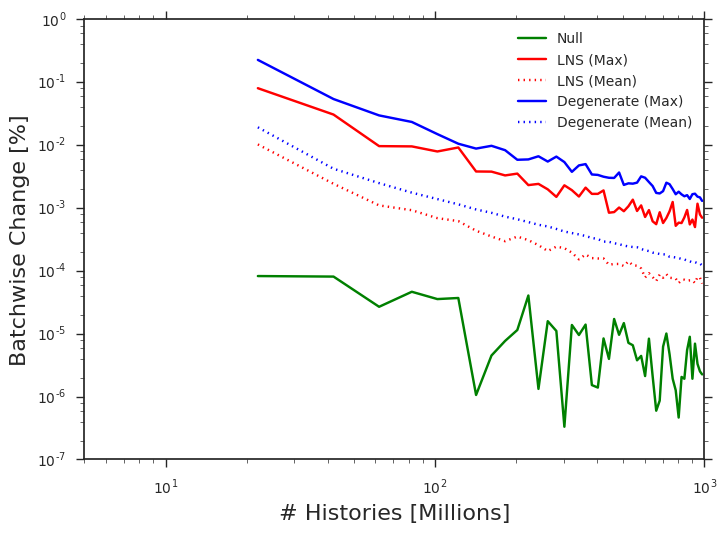 10^0
10^-1
10^-2
10^-3
10^-4
10^-5
10^-6
10^-7
Batchwise Change [%]
Null
LNS (Max)
LNS (Mean)
Degenerate (Max)
Degenerate (Mean)
10^1
10^2
10^3
# Histories [Millions]